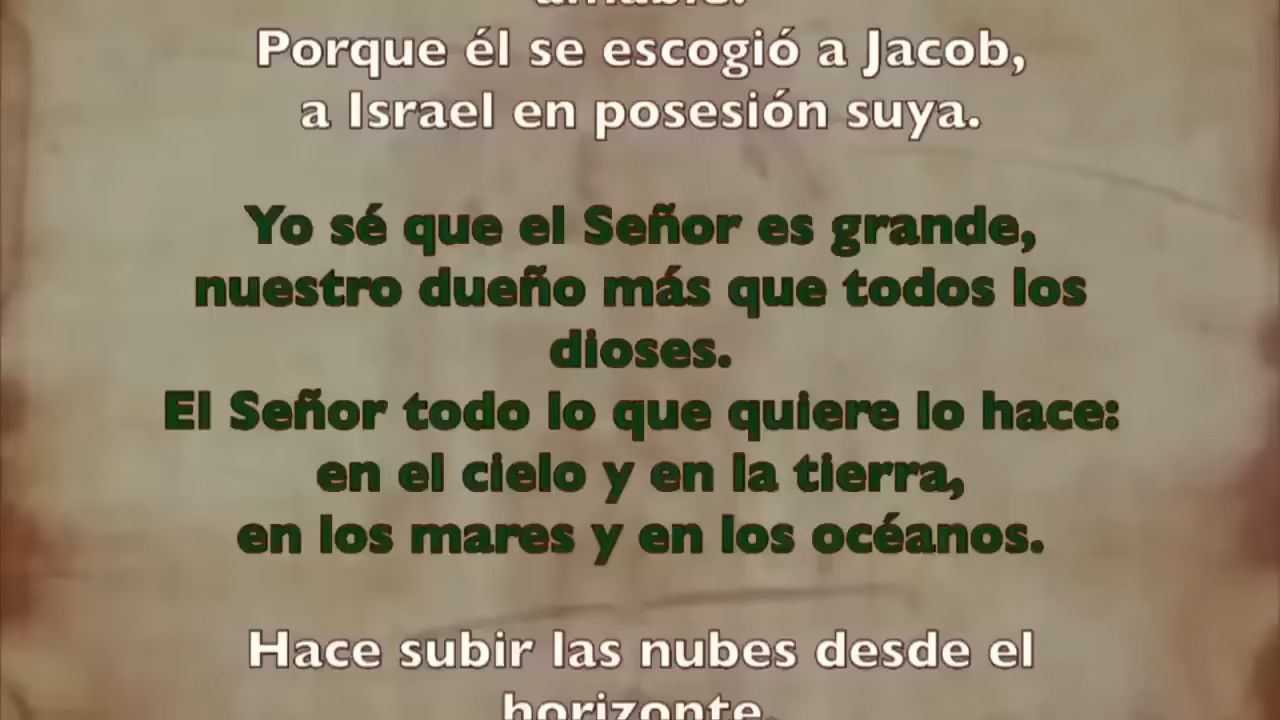 amable.
Porque él se escogió a Jacob,
a Israel en posesión suya.
Yo sé que el Señor es grande,
nuestro dueño más que todos los
dioses.
El Señor todo lo que quiere lo hace:
en el cielo y en la tierra,
en los mares y en los océanos.
Hace subir las nubes desde el
horizonte,